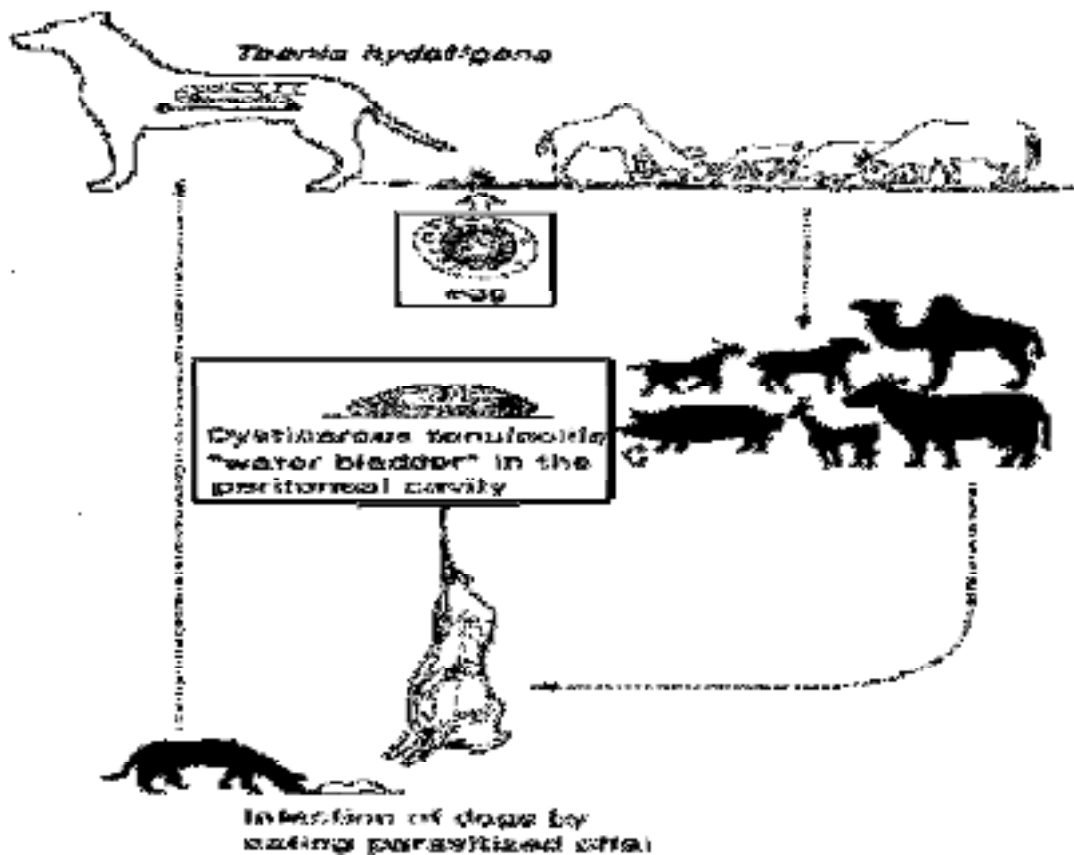 Taenia hydatigena
egg
Cysticercus tenuicollis
"water bladder" in the
peritoneal cavity
Infection of dogs by
eating parasitized offal